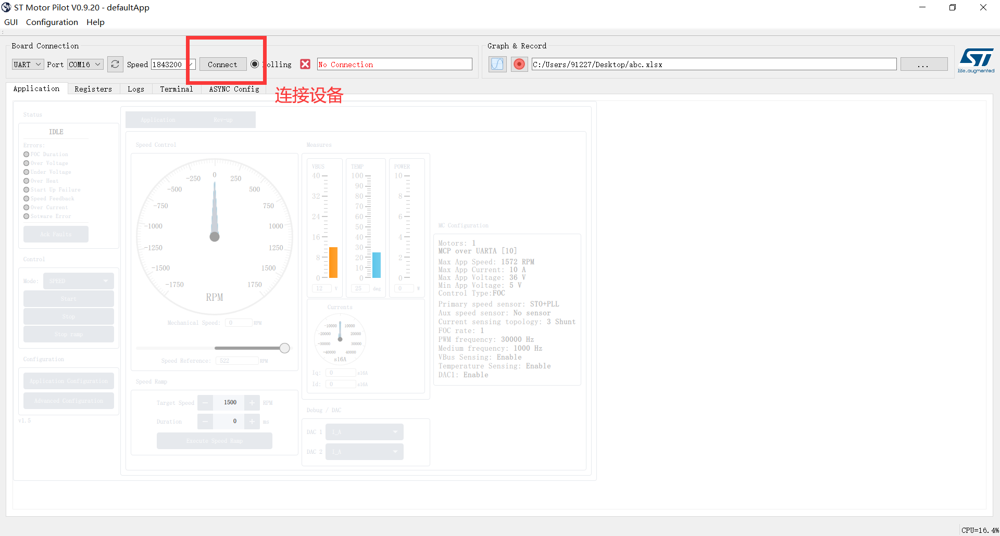 ST Motor Pilot V0.9.20 - defaultApp
GUI Configuration Help
Board Connection
UART Port COM16 Speed 1843200 Connect olling No Connection
Graph & Record
C:/Users/91227/Desktop/abc.xlsx ...
ST
life.augmented
Application Registers Logs Terminal ASYNC Config
连接设备
Status
IDLE
Errors:
FOC Duration
Over Voltage
Under Voltage
Over Heat
Start Up Failure
Speed Feedback
Over Current
Sotware Error
Ack Faults
Control
Mode: SPEED
Start
Stop
Stop ramp
Configuration
Application Configuration
Advanced Configuration
v1.5
Application Rev-up
Speed Control
0
-250 250
-500 500
-750 750
-1000 1000
-1250 1250
-1500 1500
-1750 1750
RPM
Mechanical Speed: 0 RPM
Speed Reference: 522 RPM
Speed Ramp
Target Speed − 1500 + RPM
Duration − 0 + ms
Execute Speed Ramp
Measures
VBUS
40
32
24
16
8
0
12 V
TEMP
100
90
80
70
60
50
40
30
20
10
0
25 deg
POWER
10
8
6
4
2
0
0 W
Currents
-10000 10000
-20000 20000
-30000 30000
-40000 40000
s16A
Iq: 0 s16A
Id: 0 s16A
Debug / DAC
DAC 1 I_A
DAC 2 I_A
MC Configuration
Motors: 1
MCP over UARTA [10]
Max App Speed: 1572 RPM
Max App Current: 10 A
Max App Voltage: 36 V
Min App Voltage: 5 V
Control Type:FOC
Primary speed sensor: STO+PLL
Aux speed sensor: No sensor
Current sensing topology: 3 Shunt
FOC rate: 1
PWM frequency: 30000 Hz
Medium frequency: 1000 Hz
VBus Sensing: Enable
Temperature Sensing: Enable
DAC1: Enable
CPU=16.4%